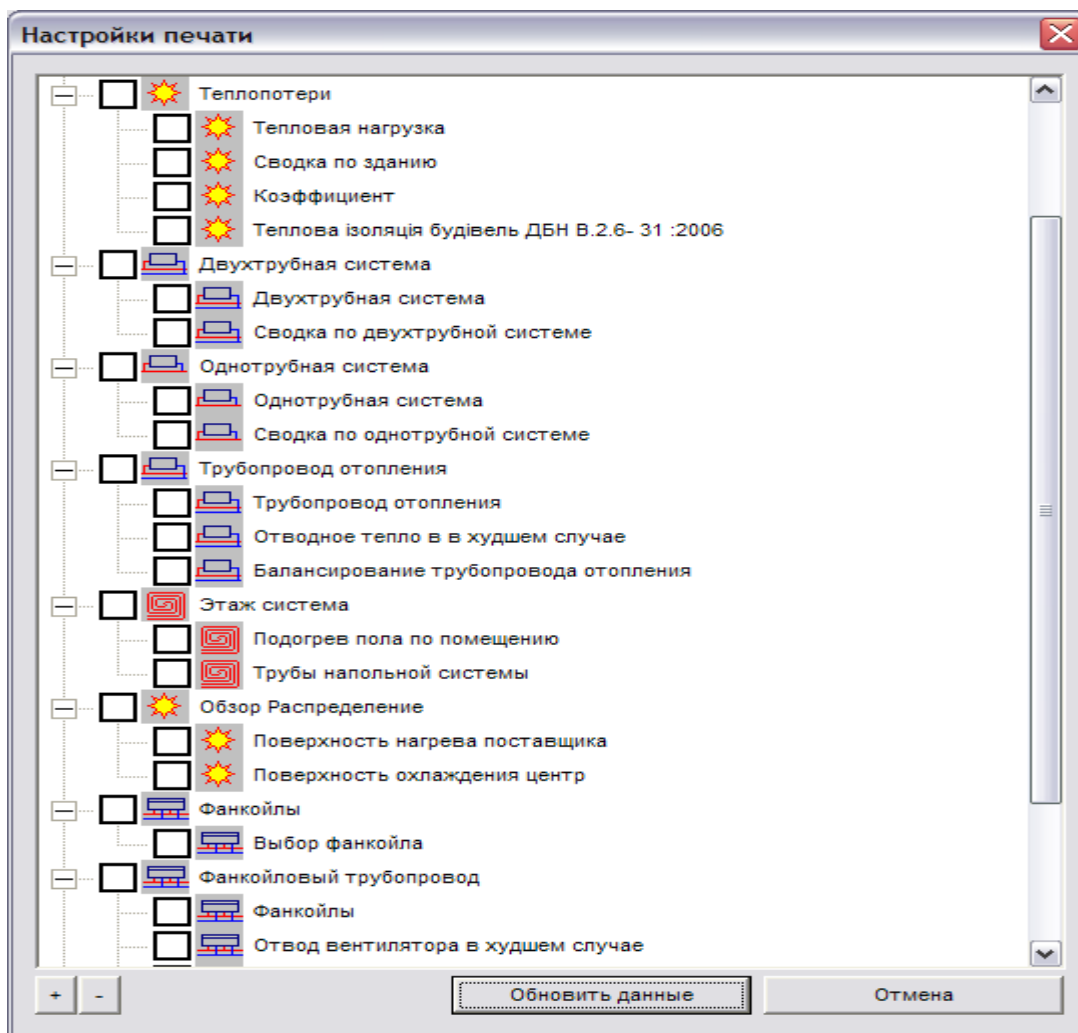 Настройки печати
Теплопотери
Тепловая нагрузка
Сводка по зданию
Коэффициент
Теплова ізоляція будівель ДБН В.2.6- 31 :2006
Двухтрубная система
Двухтрубная система
Сводка по двухтрубной системе
Однотрубная система
Однотрубная система
Сводка по однотрубной системе
Трубопровод отопления
Трубопровод отопления
Отводное тепло в в худшем случае
Балансирование трубопровода отопления
Этаж система
Подогрев пола по помещению
Трубы напольной системы
Обзор Распределение
Поверхность нагрева поставщика
Поверхность охлаждения центр
Фанкойлы
Выбор фанкойла
Фанкойловый трубопровод
Фанкойлы
Отвод вентилятора в худшем случае
+ - Обновить данные Отмена